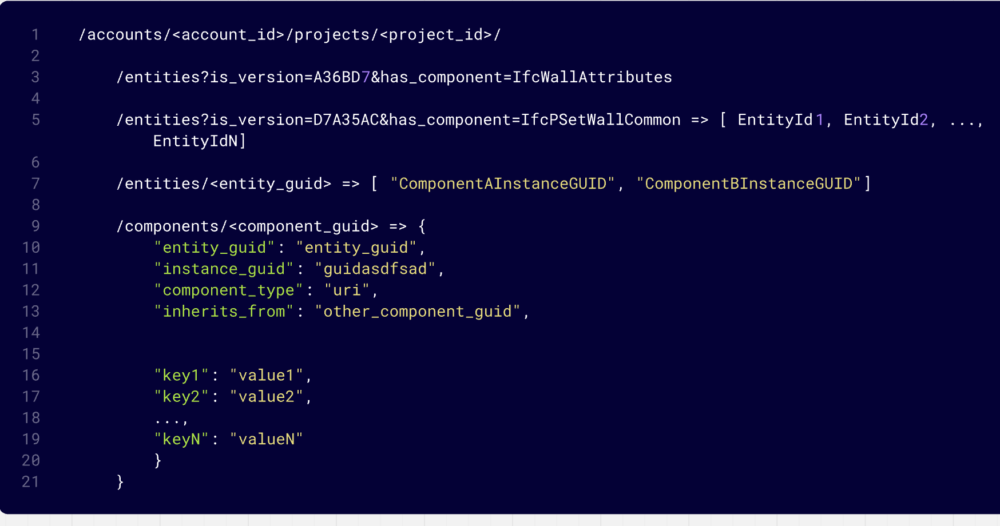 1 /accounts/<account_id>/projects/<project_id>/
2
3 /entities?is_version=A36BD7&has_component=IfcWallAttributes
4
5 /entities?is_version=D7A35AC&has_component=IfcPSetWallCommon => [ EntityId1, EntityId2, ...,
EntityIdN]
6
7 /entities/<entity_guid> => [ "ComponentAInstanceGUID", "ComponentBInstanceGUID"]
8
9 /components/<component_guid> => {
10 "entity_guid": "entity_guid",
11 "instance_guid": "guidasdfsad",
12 "component_type": "uri",
13 "inherits_from": "other_component_guid",
14
15
16 "key1": "value1",
17 "key2": "value2",
18 ...,
19 "keyN": "valueN"
20 }
21 }